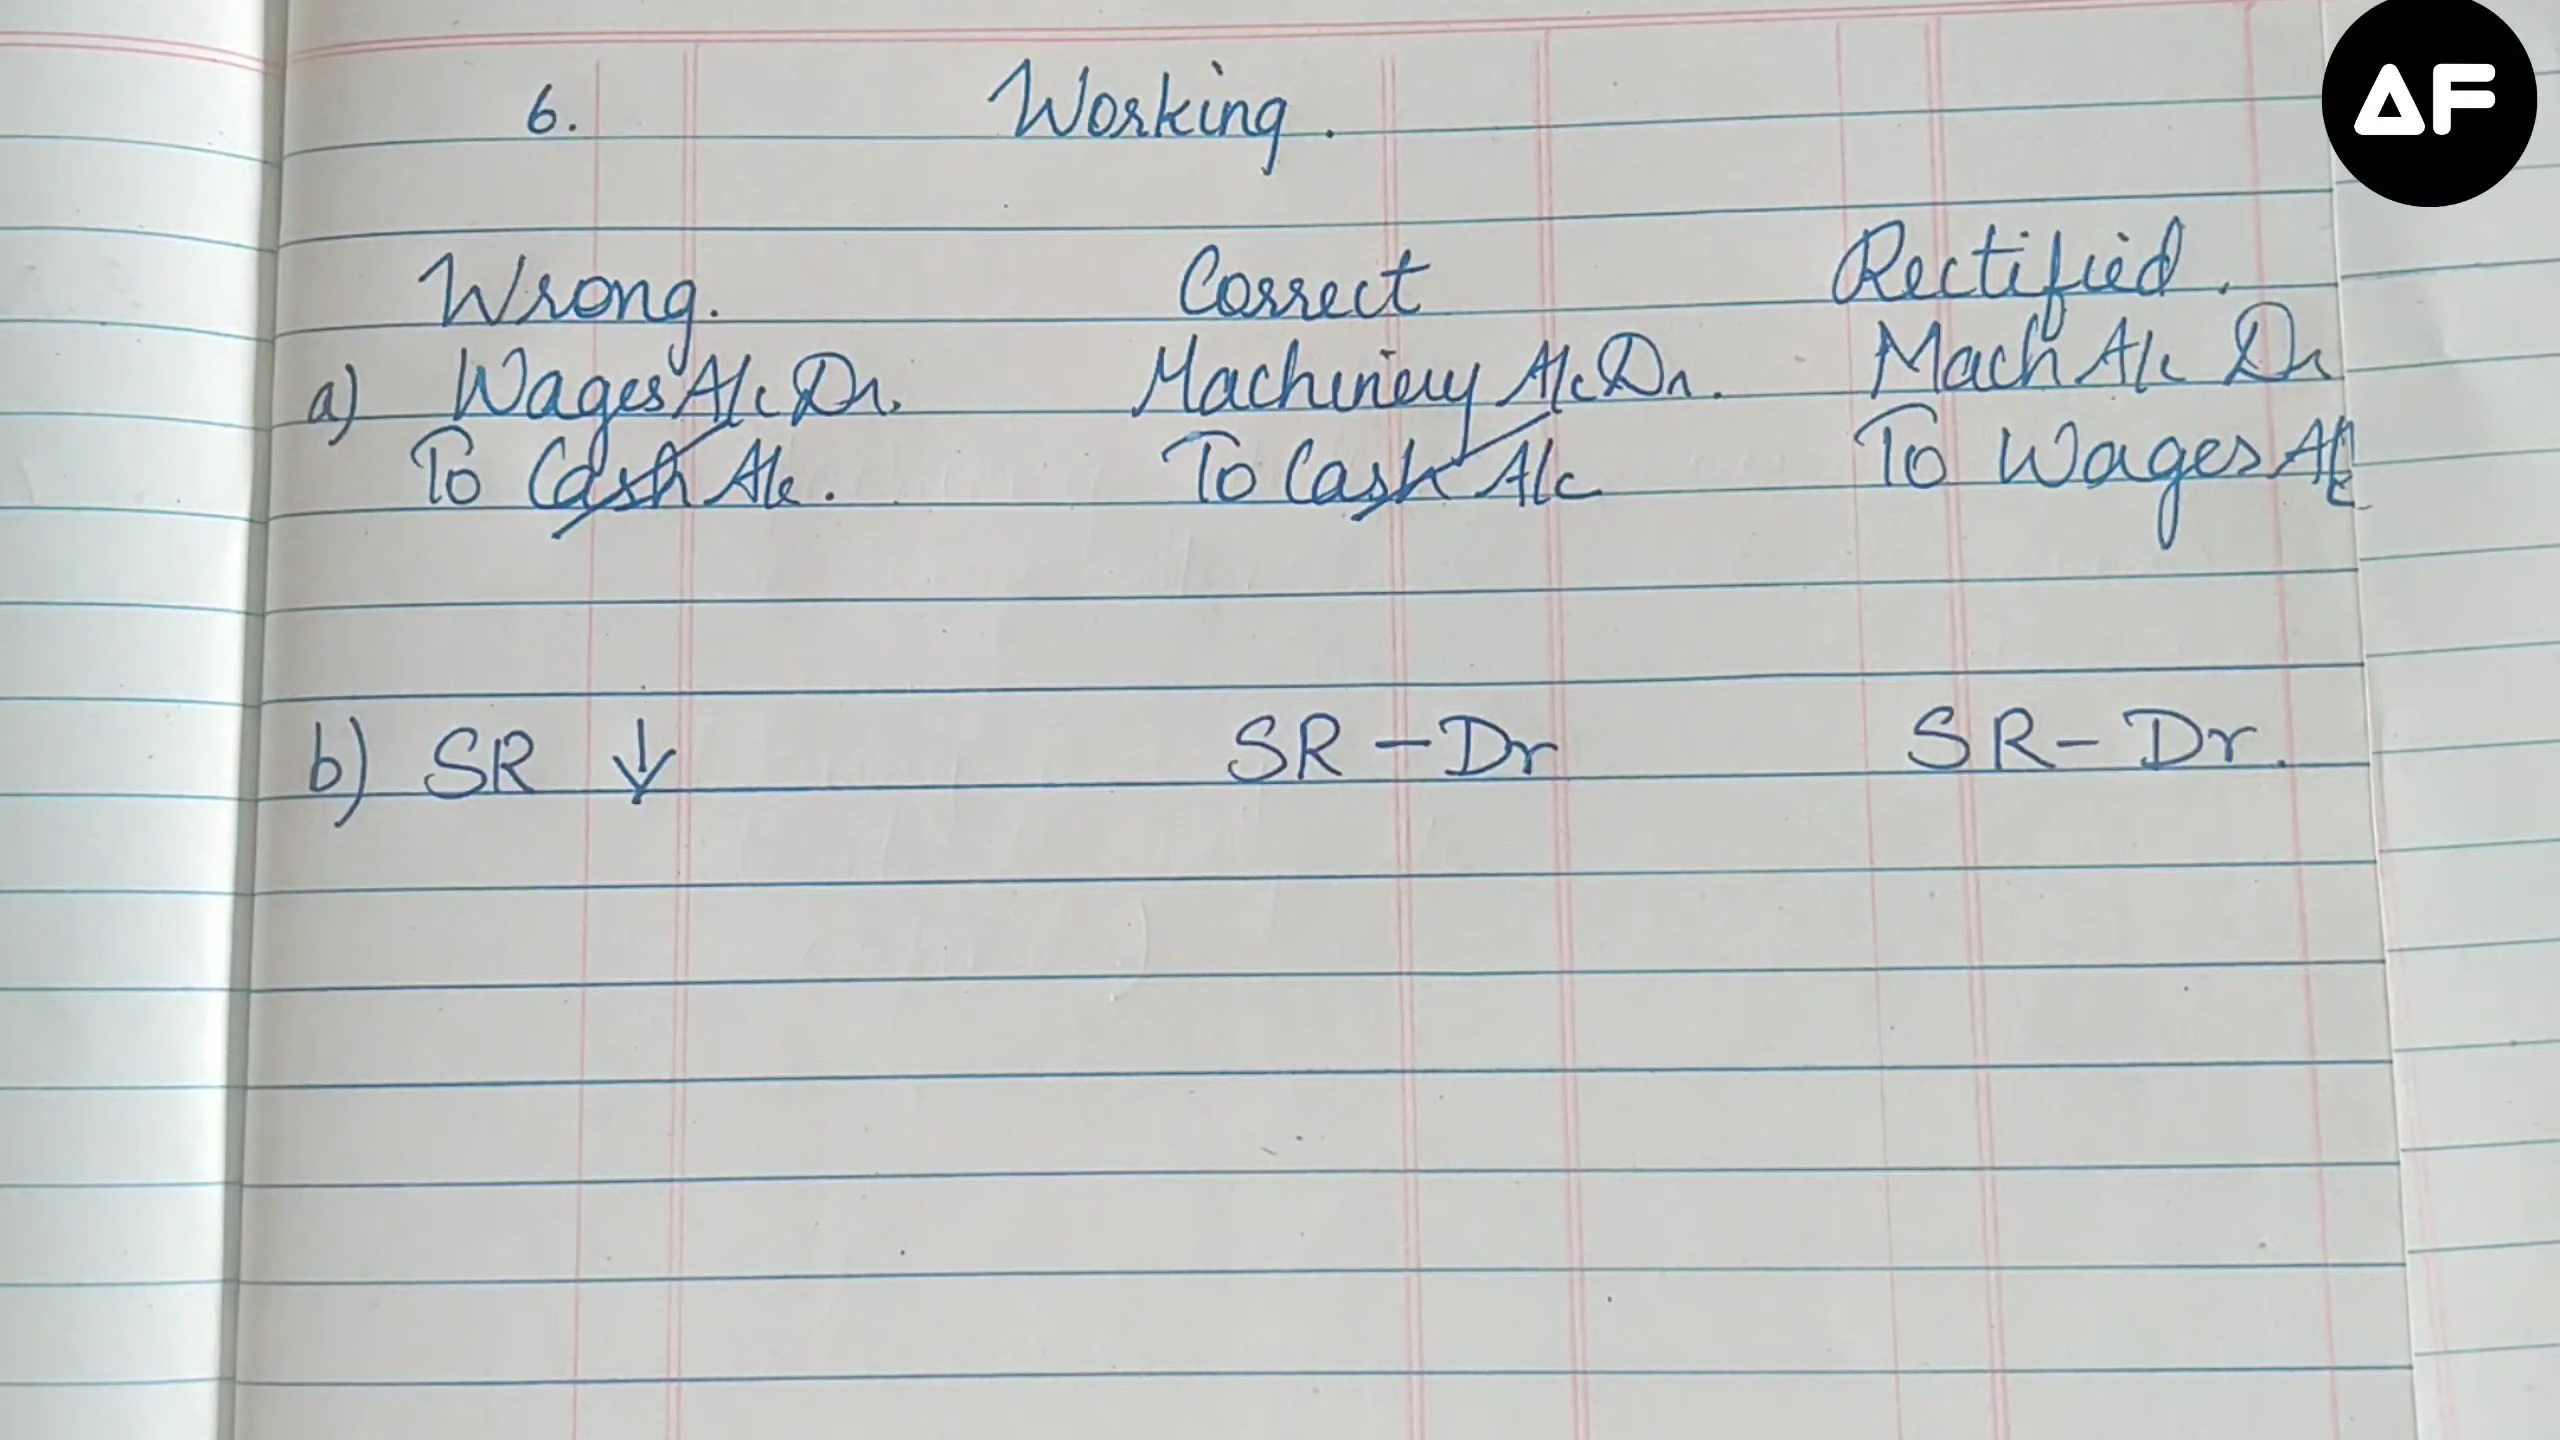 AF
6. Working.
Wrong. Correct Rectified.
a) Wages A/c Dr. Machinery A/c Dr. Mach A/c Dr
To Cash A/c. To Cash A/c To Wages A/c
b) SR ↓ SR - Dr SR - Dr.